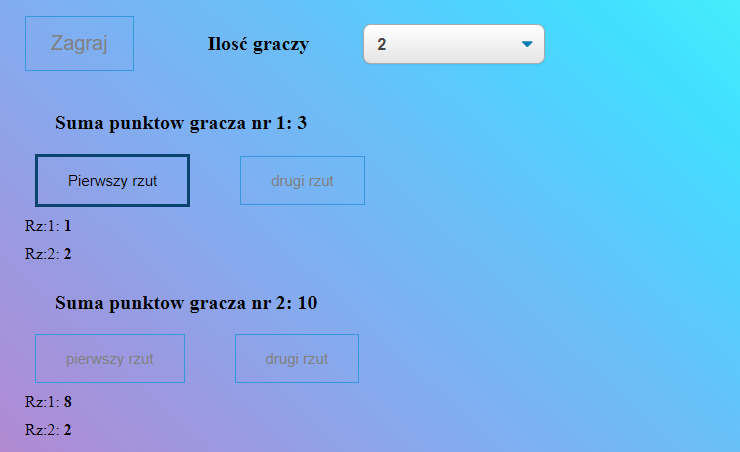 Zagraj Ilosć graczy 2
Suma punktow gracza nr 1: 3
Pierwszy rzut drugi rzut
Rz:1: 1
Rz:2: 2
Suma punktow gracza nr 2: 10
pierwszy rzut drugi rzut
Rz:1: 8
Rz:2: 2